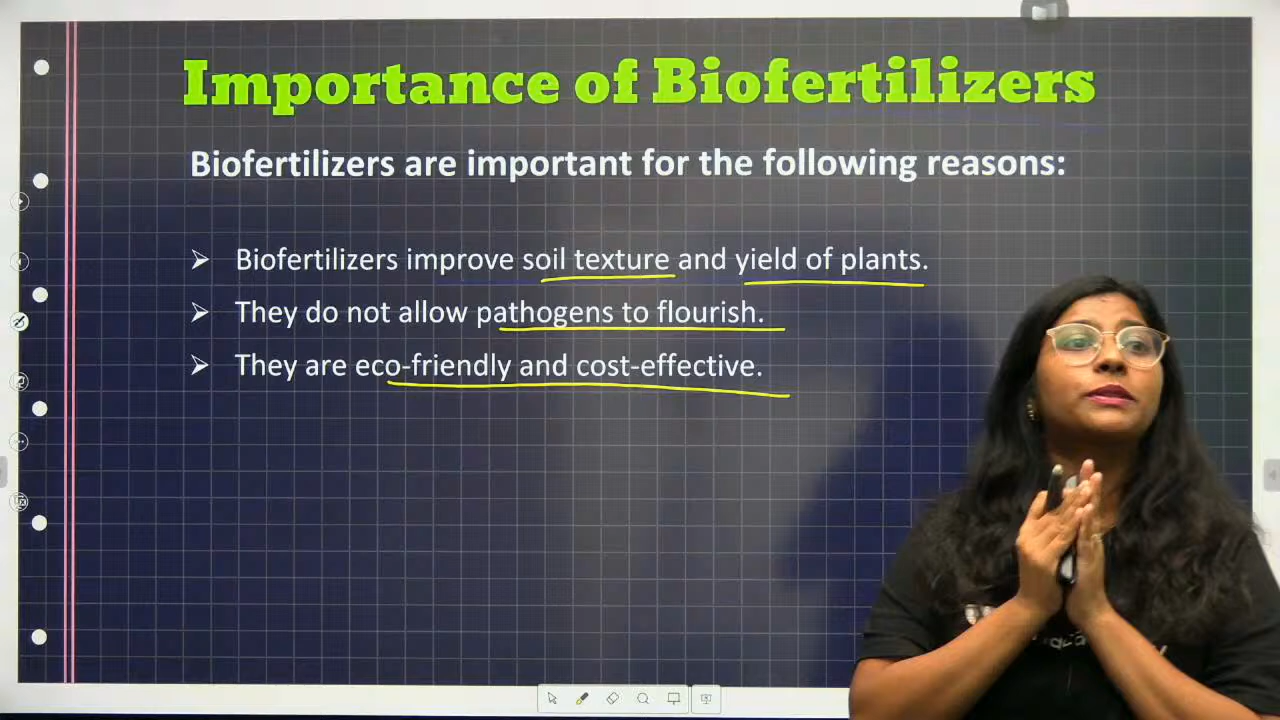 Importance of Biofertilizers
Biofertilizers are important for the following reasons:
Biofertilizers improve soil texture and yield of plants.
They do not allow pathogens to flourish.
They are eco-friendly and cost-effective.